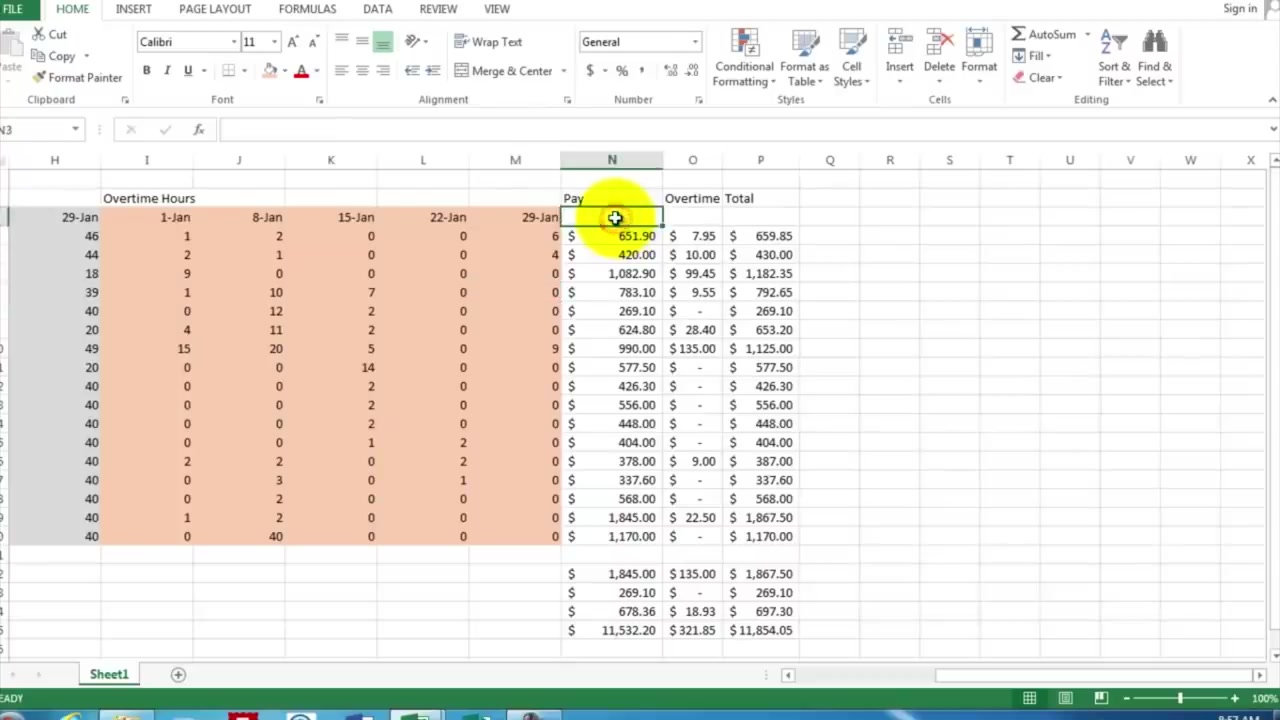 FILE HOME INSERT PAGE LAYOUT FORMULAS DATA REVIEW VIEW Sign in
Cut Calibri 11 Wrap Text General AutoSum
Copy Conditional Format as Cell Insert Delete Format Fill Sort & Find &
Format Painter B I U Merge & Center $ % , Formatting Table Styles Clear Filter Select
Clipboard Font Alignment Number Styles Cells Editing
N3 fx
H I J K L M N O P Q R S T U V W X
Overtime Hours Pay Overtime Total
29-Jan 1-Jan 8-Jan 15-Jan 22-Jan 29-Jan
46 1 2 0 0 6 $ 651.90 $ 7.95 $ 659.85
44 2 1 0 0 4 $ 420.00 $ 10.00 $ 430.00
18 9 0 0 0 0 $ 1,082.90 $ 99.45 $ 1,182.35
39 1 10 7 0 0 $ 783.10 $ 9.55 $ 792.65
40 0 12 2 0 0 $ 269.10 $ - $ 269.10
20 4 11 2 0 0 $ 624.80 $ 28.40 $ 653.20
49 15 20 5 0 9 $ 990.00 $135.00 $ 1,125.00
20 0 0 14 0 0 $ 577.50 $ - $ 577.50
40 0 0 2 0 0 $ 426.30 $ - $ 426.30
40 0 0 2 0 0 $ 556.00 $ - $ 556.00
40 0 0 2 0 0 $ 448.00 $ - $ 448.00
40 0 0 1 2 0 $ 404.00 $ - $ 404.00
40 2 2 0 2 0 $ 378.00 $ 9.00 $ 387.00
40 0 3 0 1 0 $ 337.60 $ - $ 337.60
40 0 2 0 0 0 $ 568.00 $ - $ 568.00
40 1 2 0 0 0 $ 1,845.00 $ 22.50 $ 1,867.50
40 0 40 0 0 0 $ 1,170.00 $ - $ 1,170.00
$ 1,845.00 $135.00 $ 1,867.50
$ 269.10 $ - $ 269.10
$ 678.36 $ 18.93 $ 697.30
$ 11,532.20 $321.85 $11,854.05
Sheet1
100%